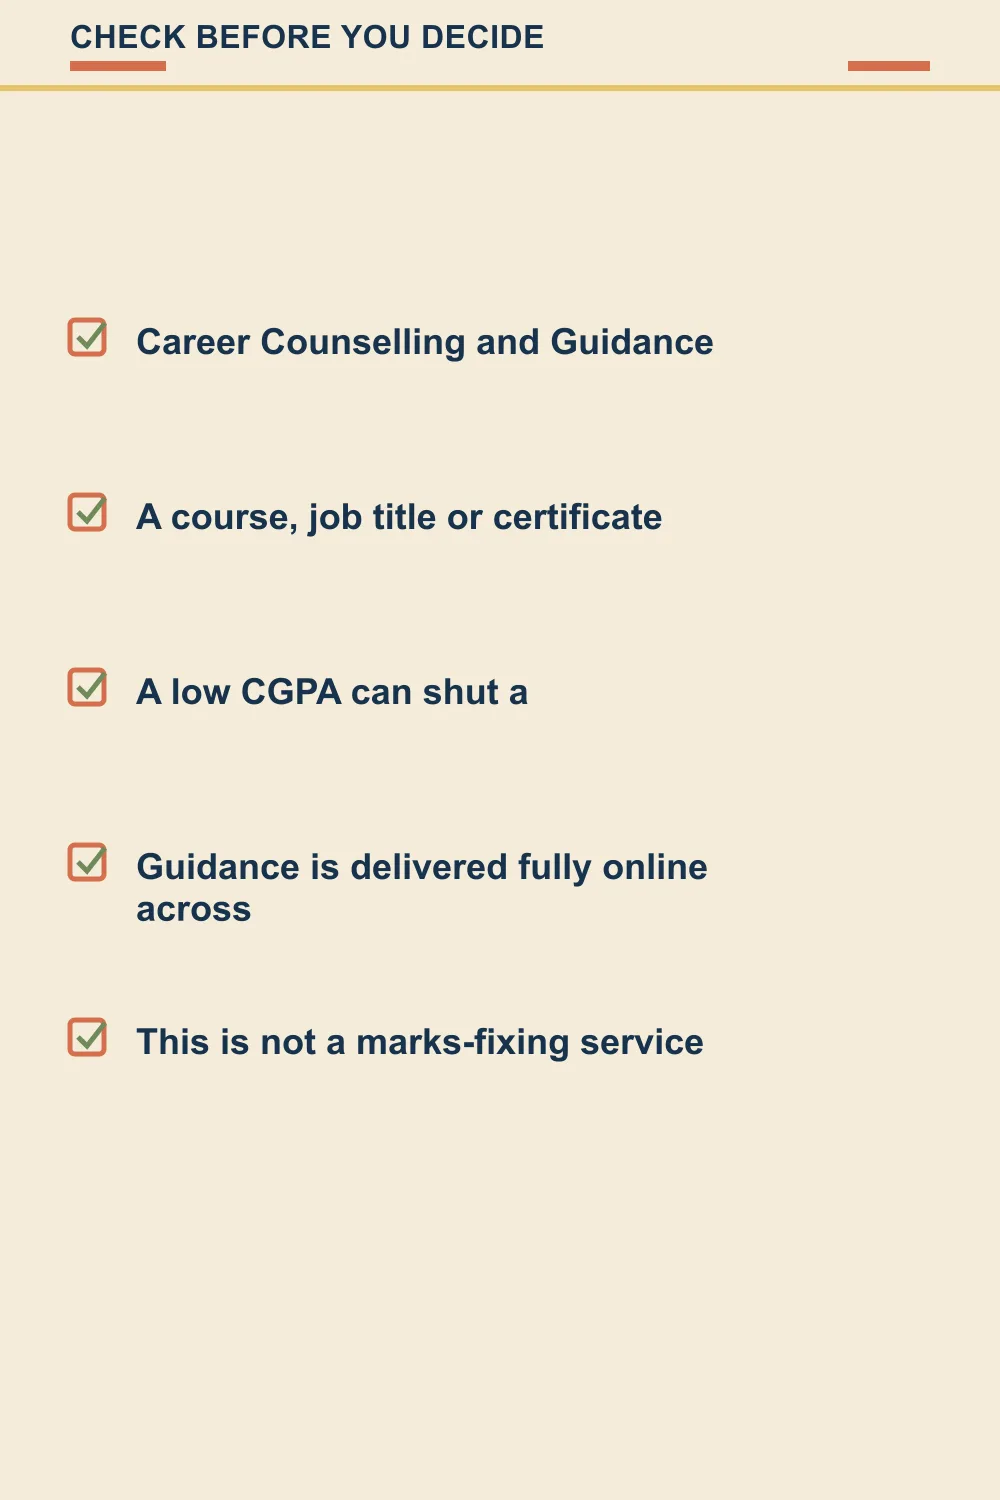 CHECK BEFORE YOU DECIDE
Career Counselling and Guidance
A course, job title or certificate
A low CGPA can shut a
Guidance is delivered fully online
across
This is not a marks-fixing service